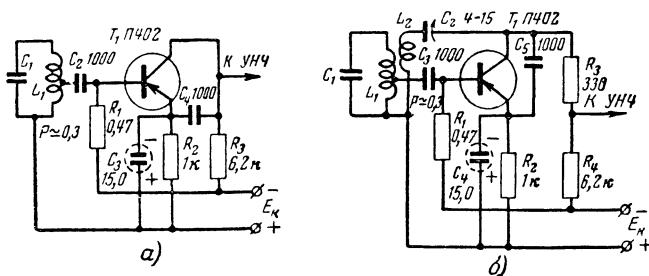 T₁ П402
C₁
L₁
C₂ 1000
P≃0,3
R₁
0,47
C₄ 1000
C₃
15,0
−
+
R₂
1к
R₃
6,2к
К УНЧ
−
Eк
+
а)
L₂
C₂ 4-15
T₁ П402
C₃
1000
C₁
L₁
P≃0,3
R₁
0,47
C₅
1000
R₃
330
К УНЧ
C₄
15,0
−
+
R₂
1к
R₄
6,2к
−
Eк
+
б)